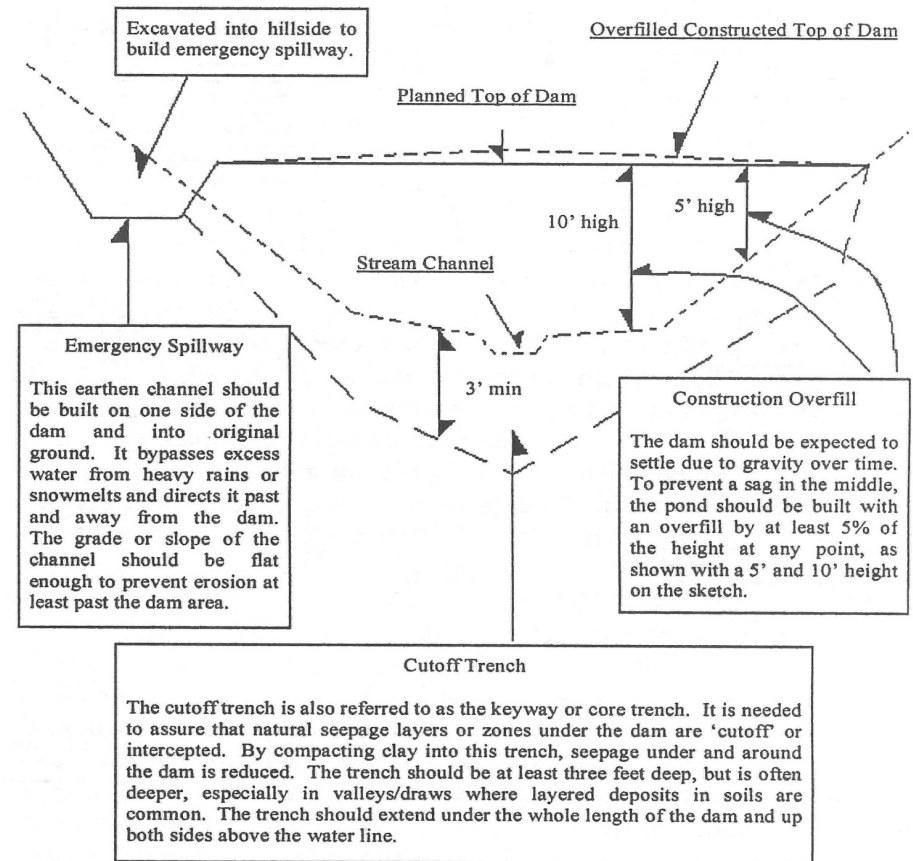 Excavated into hillside to
build emergency spillway.
Overfilled Constructed Top of Dam
Planned Top of Dam
10’ high
5’ high
Stream Channel
3’ min
Emergency Spillway
This earthen channel should
be built on one side of the
dam and into original
ground. It bypasses excess
water from heavy rains or
snowmelts and directs it past
and away from the dam.
The grade or slope of the
channel should be flat
enough to prevent erosion at
least past the dam area.
Construction Overfill
The dam should be expected to
settle due to gravity over time.
To prevent a sag in the middle,
the pond should be built with
an overfill by at least 5% of
the height at any point, as
shown with a 5’ and 10’ height
on the sketch.
Cutoff Trench
The cutoff trench is also referred to as the keyway or core trench. It is needed
to assure that natural seepage layers or zones under the dam are ‘cutoff’ or
intercepted. By compacting clay into this trench, seepage under and around
the dam is reduced. The trench should be at least three feet deep, but is often
deeper, especially in valleys/draws where layered deposits in soils are
common. The trench should extend under the whole length of the dam and up
both sides above the water line.